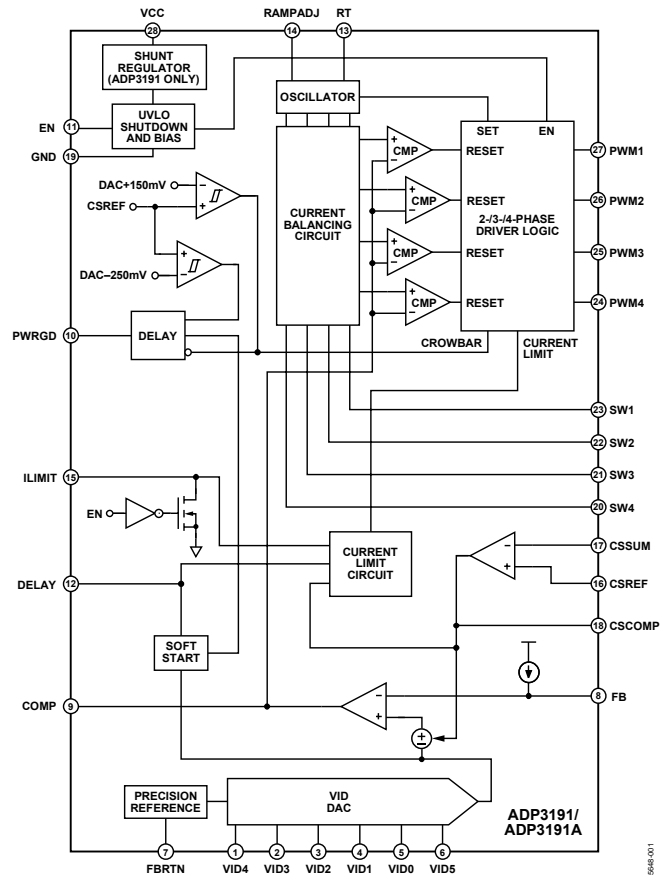 VCC
28
RAMPADJ
14
RT
13
SHUNT
REGULATOR
(ADP3191 ONLY)
OSCILLATOR
UVLO
SHUTDOWN
AND BIAS
EN
11
GND
19
SET
EN
CMP
RESET
27
PWM1
CMP
RESET
26
PWM2
CMP
RESET
25
PWM3
CMP
RESET
24
PWM4
2-/3-/4-PHASE
DRIVER LOGIC
CURRENT
BALANCING
CIRCUIT
DAC+150mV
CSREF
DAC–250mV
PWRGD
10
DELAY
CROWBAR
CURRENT
LIMIT
23
SW1
22
SW2
21
SW3
20
SW4
ILIMIT
15
EN
CURRENT
LIMIT
CIRCUIT
17
CSSUM
16
CSREF
18
CSCOMP
DELAY
12
SOFT
START
8
FB
COMP
9
PRECISION
REFERENCE
VID
DAC
ADP3191/
ADP3191A
7
1
2
3
4
5
6
FBRTN
VID4
VID3
VID2
VID1
VID0
VID5
5648-001